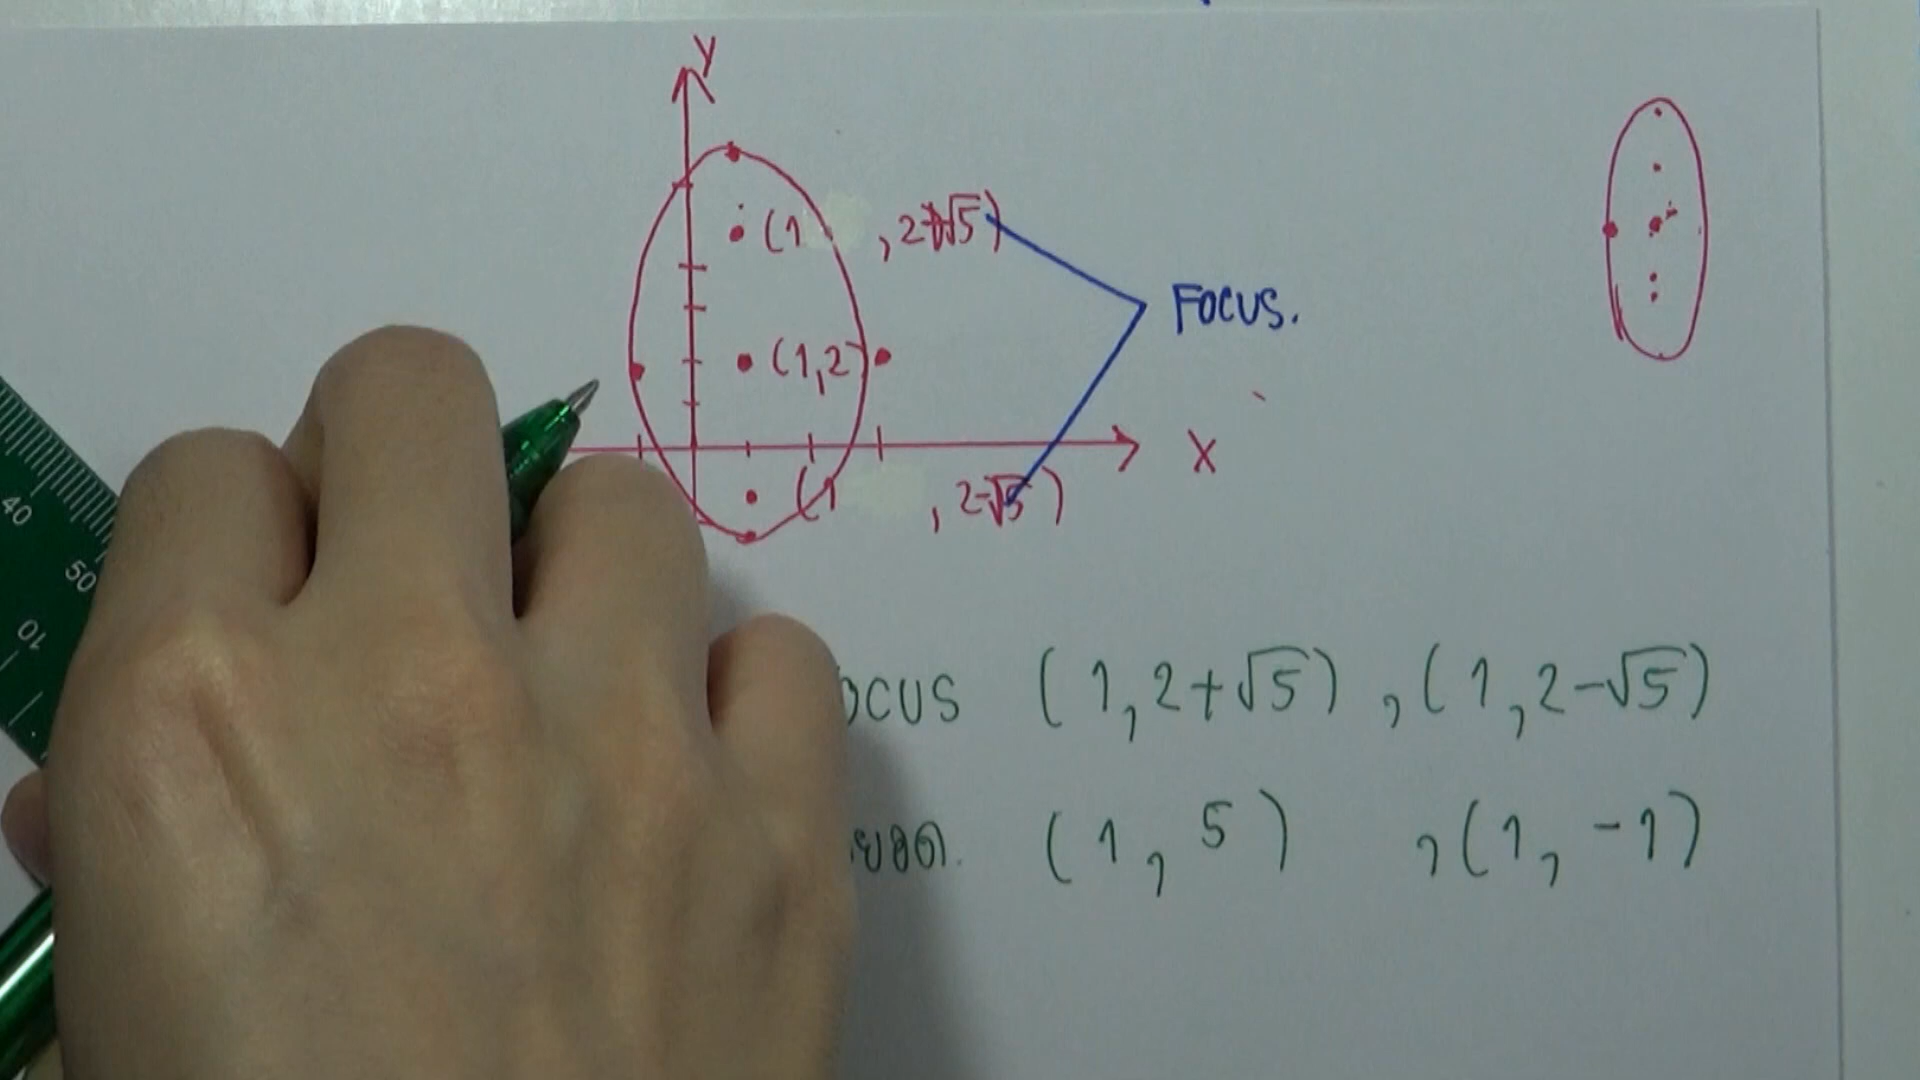 Y
(1 , 2+√5)
FOCUS.
(1,2)
X
(1 , 2-√5)
40
50
10
OCUS (1, 2+√5) , (1, 2-√5)
ยอด. (1, 5) , (1, -1)